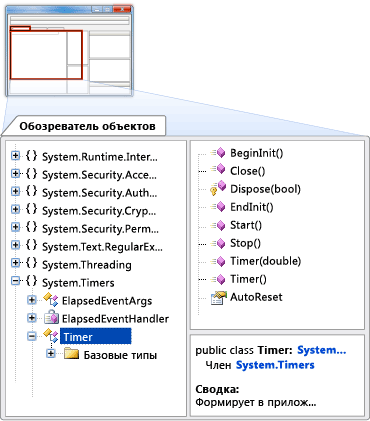 Обозреватель объектов
{ } System.Runtime.Inter...
{ } System.Security.Acce...
{ } System.Security.Auth...
{ } System.Security.Cryp...
{ } System.Security.Perm...
{ } System.Text.RegularEx...
{ } System.Threading
{ } System.Timers
ElapsedEventArgs
ElapsedEventHandler
Timer
Базовые типы
BeginInit()
Close()
Dispose(bool)
EndInit()
Start()
Stop()
Timer(double)
Timer()
AutoReset
public class Timer: System...
Член System.Timers
Сводка:
Формирует в прилож...